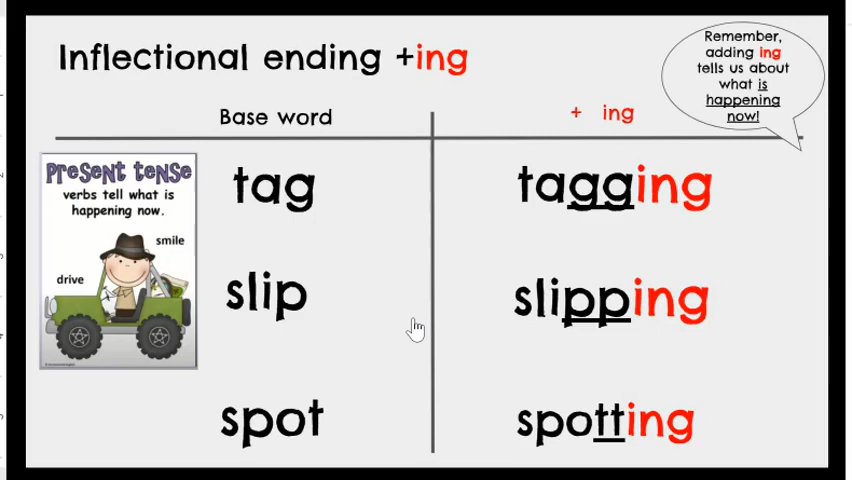 Inflectional ending +ing
Remember,
adding ing
tells us about
what is
happening
now!
Base word
+ ing
PRESENT TENSE
verbs tell what is
happening now.
smile
drive
tag
tagging
slip
slipping
spot
spotting